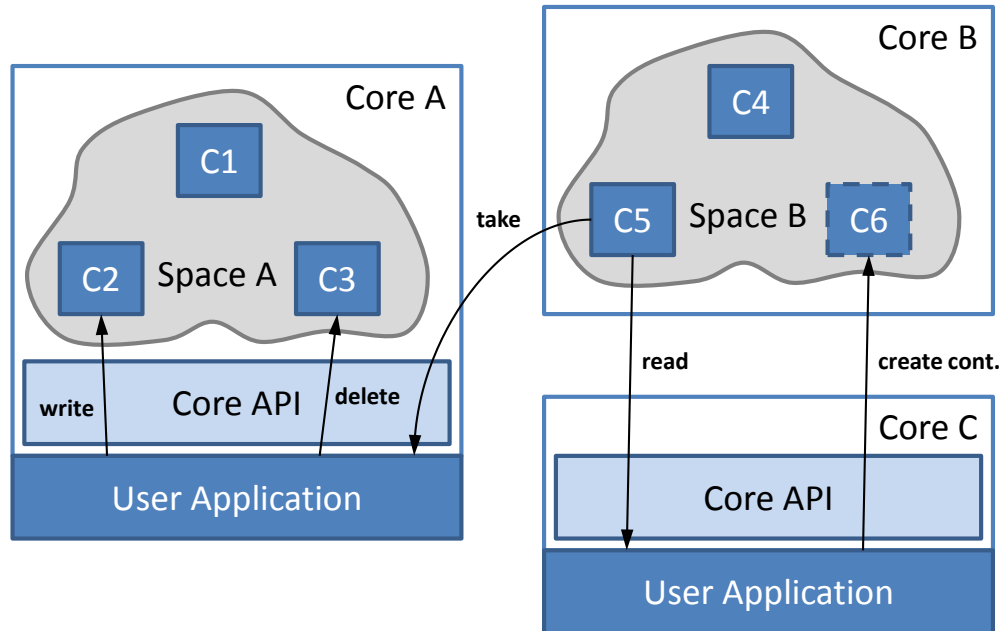 Core A
C1
C2
Space A
C3
Core API
write
delete
User Application
take
Core B
C4
C5
Space B
C6
read
create cont.
Core C
Core API
User Application